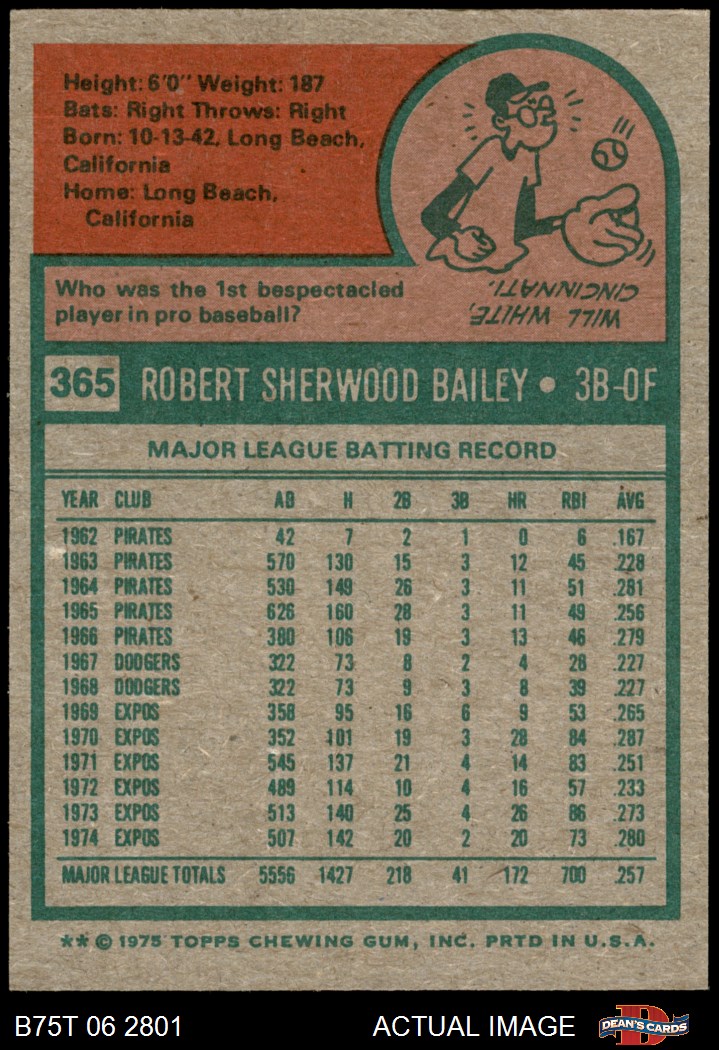 Height: 6'0" Weight: 187
Bats: Right Throws: Right
Born: 10-13-42, Long Beach,
California
Home: Long Beach,
California
Who was the 1st bespectacled
player in pro baseball?
WILL WHITE,
CINCINNATI.
365 ROBERT SHERWOOD BAILEY • 3B-OF
MAJOR LEAGUE BATTING RECORD
YEAR CLUB AB H 2B 3B HR RBI AVG
1962 PIRATES 42 7 2 1 0 6 .167
1963 PIRATES 570 130 15 3 12 45 .228
1964 PIRATES 530 149 26 3 11 51 .281
1965 PIRATES 626 160 28 3 11 49 .256
1966 PIRATES 380 106 19 3 13 46 .279
1967 DODGERS 322 73 8 2 4 28 .227
1968 DODGERS 322 73 9 3 8 39 .227
1969 EXPOS 358 95 16 6 9 53 .265
1970 EXPOS 352 101 19 3 28 84 .287
1971 EXPOS 545 137 21 4 14 83 .251
1972 EXPOS 489 114 10 4 16 57 .233
1973 EXPOS 513 140 25 4 26 86 .273
1974 EXPOS 507 142 20 2 20 73 .280
MAJOR LEAGUE TOTALS 5556 1427 218 41 172 700 .257
** © 1975 TOPPS CHEWING GUM, INC. PRTD IN U.S.A.
B75T 06 2801 ACTUAL IMAGE D DEAN'S CARDS